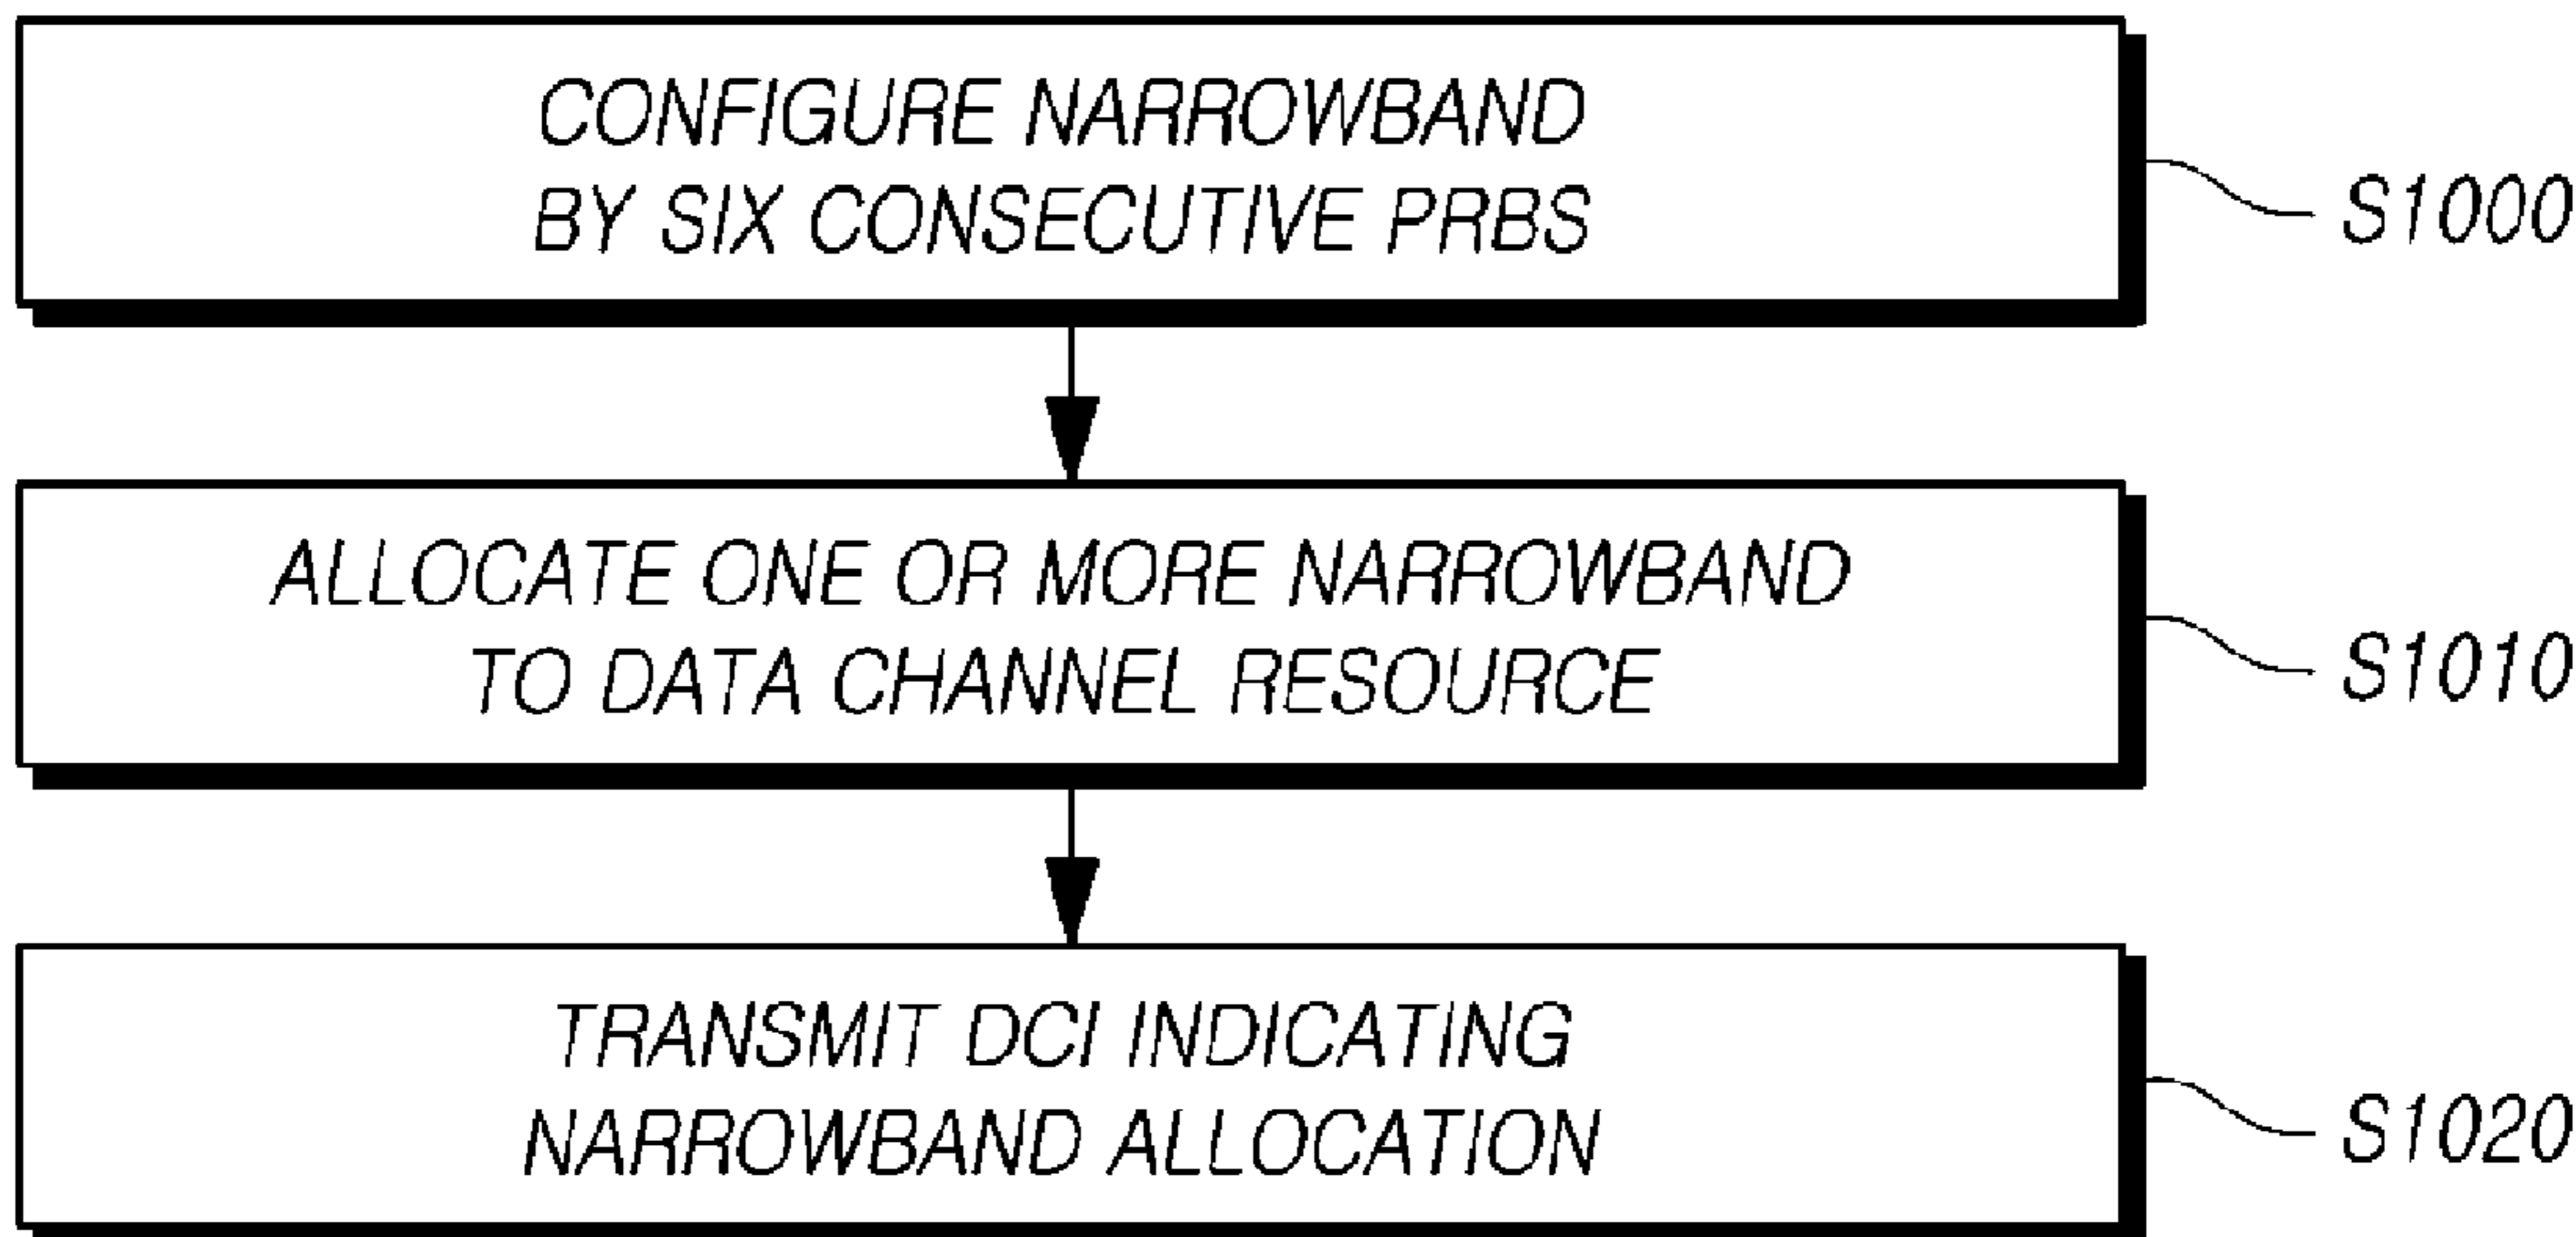 CONFIGURE NARROWBAND
BY SIX CONSECUTIVE PRBS
S1000
ALLOCATE ONE OR MORE NARROWBAND
TO DATA CHANNEL RESOURCE
S1010
TRANSMIT DCI INDICATING
NARROWBAND ALLOCATION
S1020